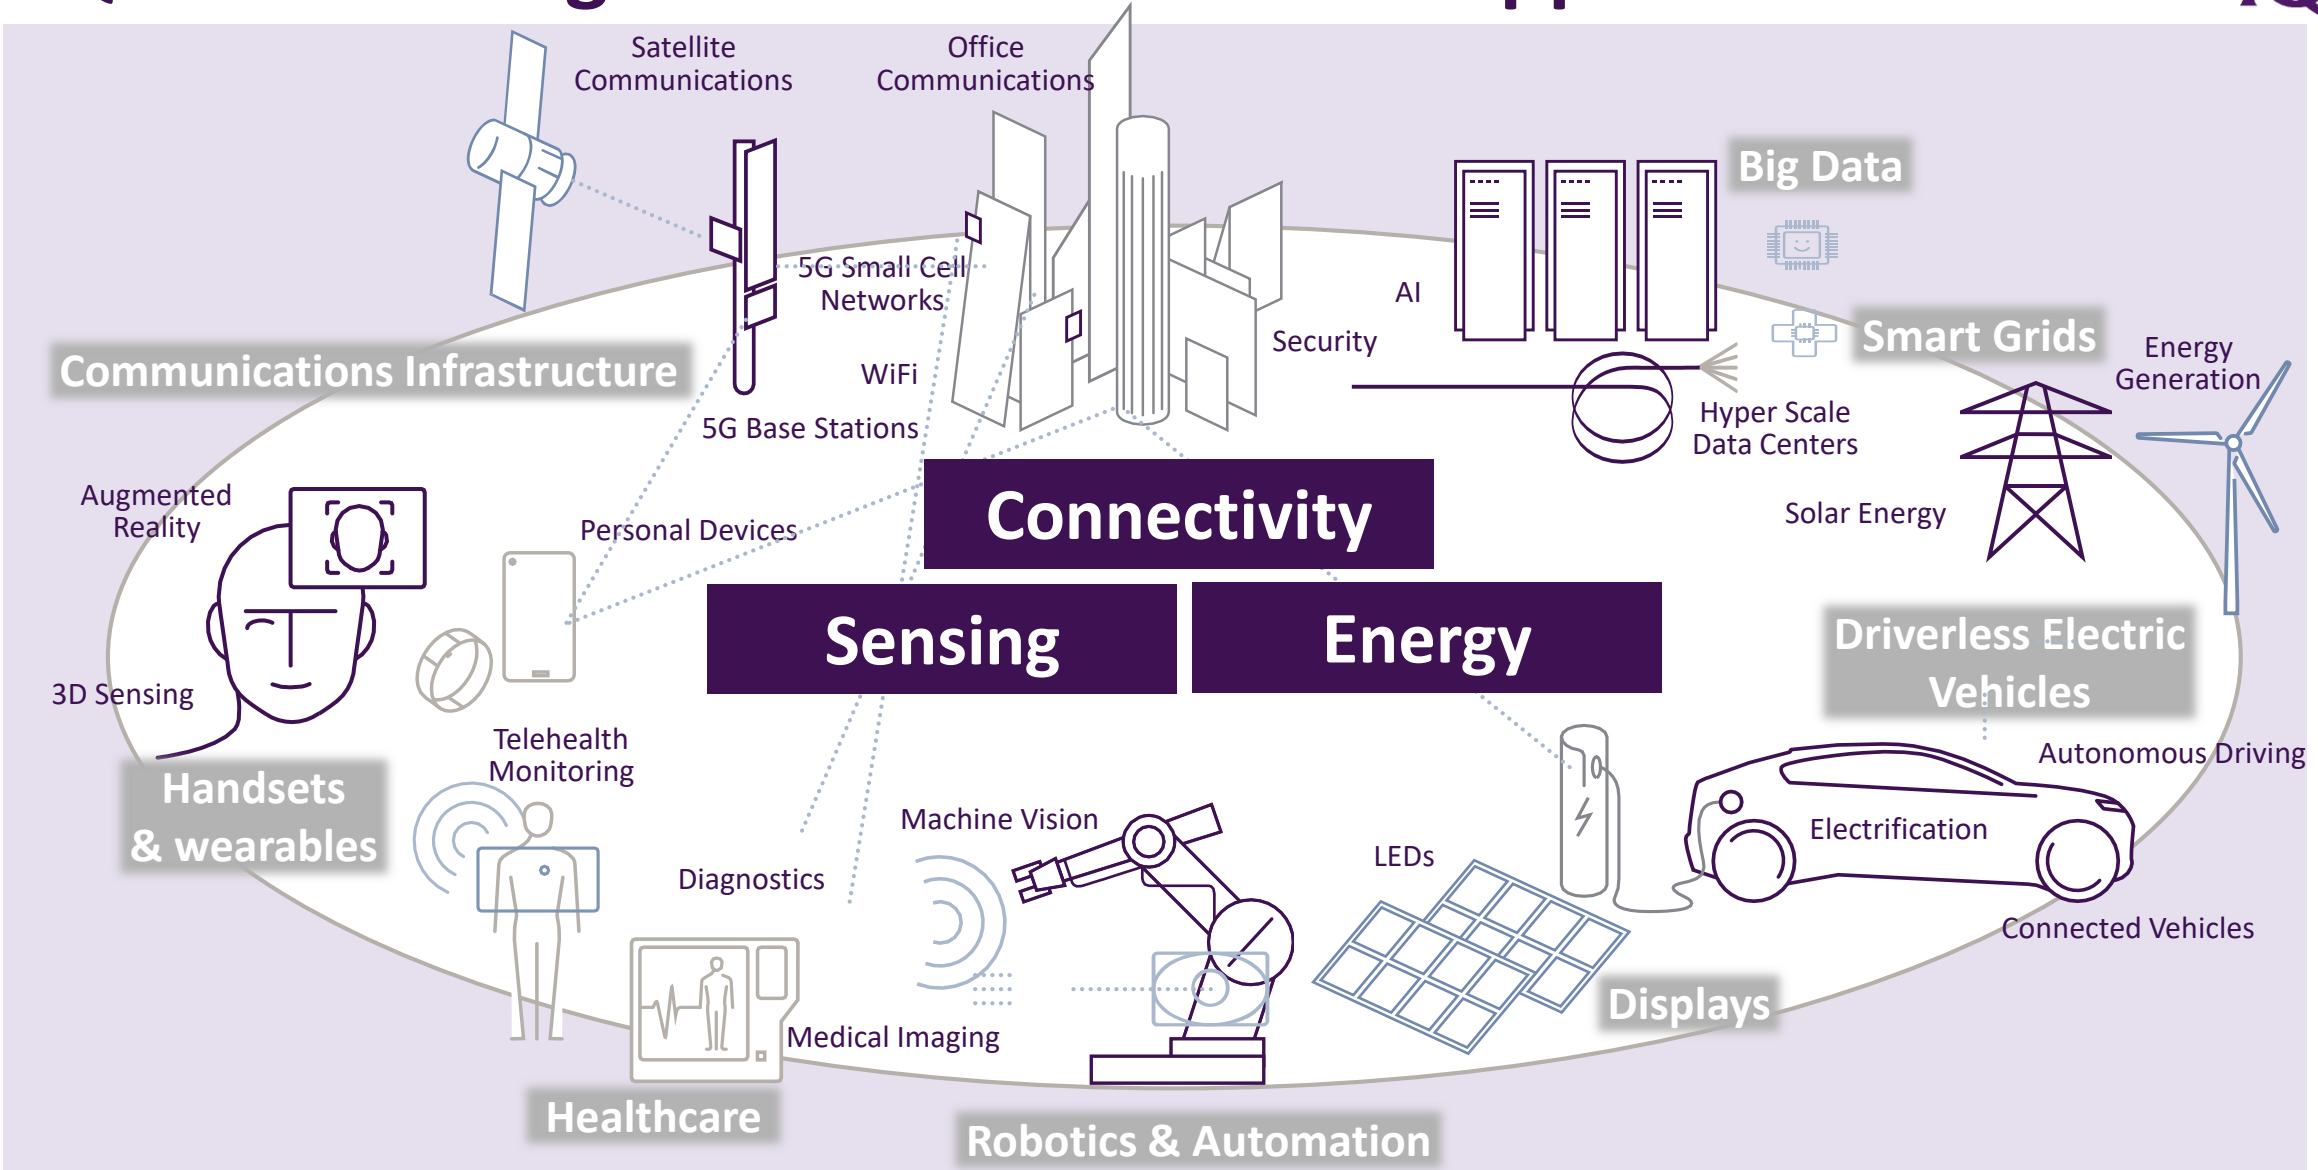 Satellite
Communications
Office
Communications
Big Data
5G Small Cell
Networks
AI
Security
Smart Grids
Energy
Generation
Communications Infrastructure
WiFi
5G Base Stations
Hyper Scale
Data Centers
Augmented
Reality
Personal Devices
Connectivity
Solar Energy
Sensing
Energy
Driverless Electric
Vehicles
3D Sensing
Telehealth
Monitoring
Handsets
& wearables
Autonomous Driving
Machine Vision
Electrification
LEDs
Diagnostics
Connected Vehicles
Displays
Medical Imaging
Healthcare
Robotics & Automation